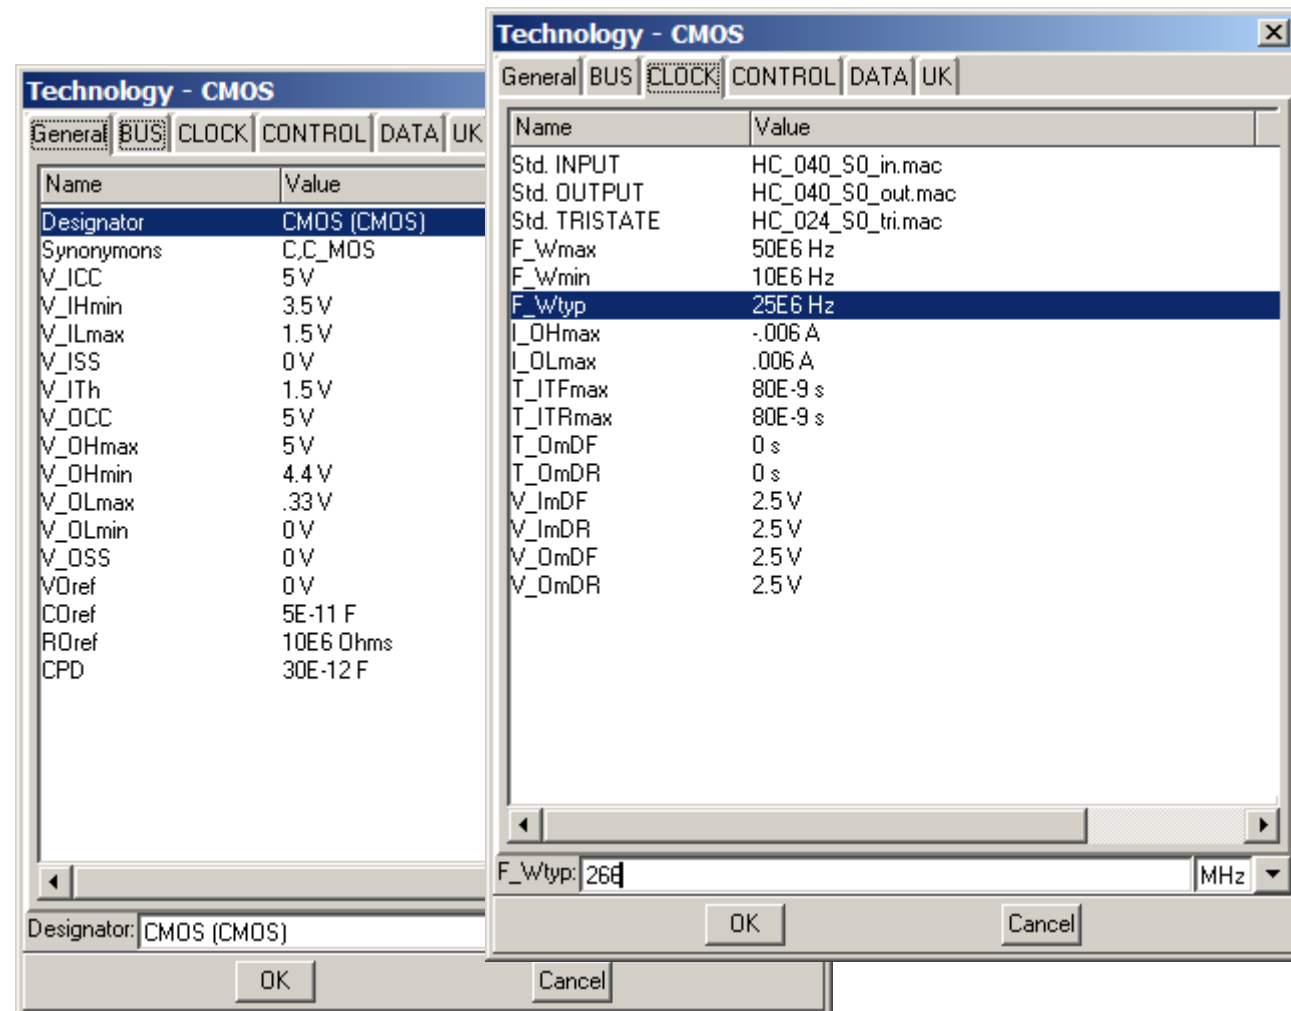 Technology - CMOS
General BUS CLOCK CONTROL DATA UK
Name Value
Designator CMOS (CMOS)
Synonymons C,C_MOS
V_ICC 5 V
V_IHmin 3.5 V
V_ILmax 1.5 V
V_ISS 0 V
V_ITh 1.5 V
V_OCC 5 V
V_OHmax 5 V
V_OHmin 4.4 V
V_OLmax .33 V
V_OLmin 0 V
V_OSS 0 V
VOref 0 V
COref 5E-11 F
ROref 10E6 Ohms
CPD 30E-12 F
Designator: CMOS (CMOS)
OK Cancel
Technology - CMOS
General BUS CLOCK CONTROL DATA UK
Name Value
Std. INPUT HC_040_S0_in.mac
Std. OUTPUT HC_040_S0_out.mac
Std. TRISTATE HC_024_S0_tri.mac
F_Wmax 50E6 Hz
F_Wmin 10E6 Hz
F_Wtyp 25E6 Hz
I_OHmax -.006 A
I_OLmax .006 A
T_ITFmax 80E-9 s
T_ITRmax 80E-9 s
T_OmDF 0 s
T_OmDR 0 s
V_ImDF 2.5 V
V_ImDR 2.5 V
V_OmDF 2.5 V
V_OmDR 2.5 V
F_Wtyp: 266 MHz
OK Cancel